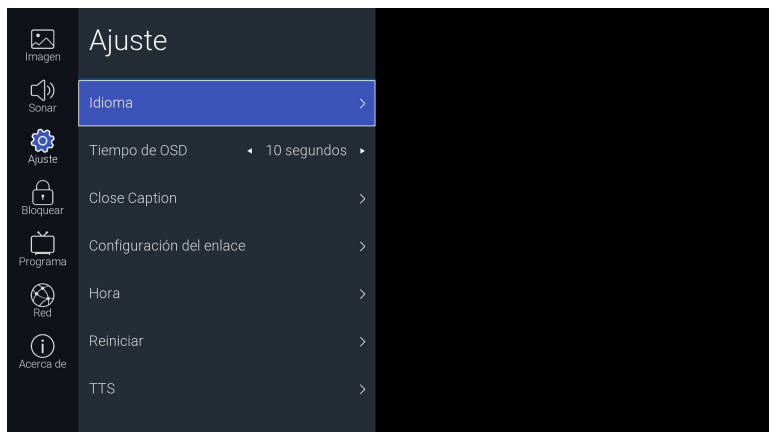 Imagen
Sonar
Ajuste
Bloquear
Programa
Red
Acerca de
Ajuste
Idioma
Tiempo de OSD 10 segundos
Close Caption
Configuración del enlace
Hora
Reiniciar
TTS